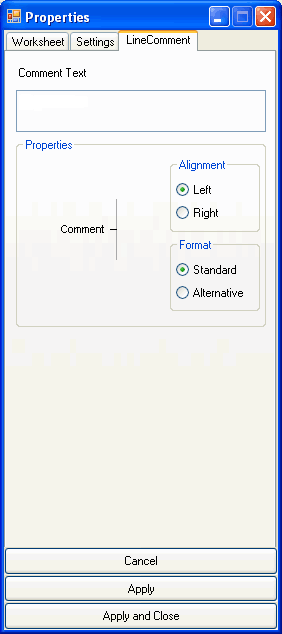 Properties
Worksheet Settings LineComment
Comment Text
Properties
Alignment
Left
Right
Comment
Format
Standard
Alternative
Cancel
Apply
Apply and Close